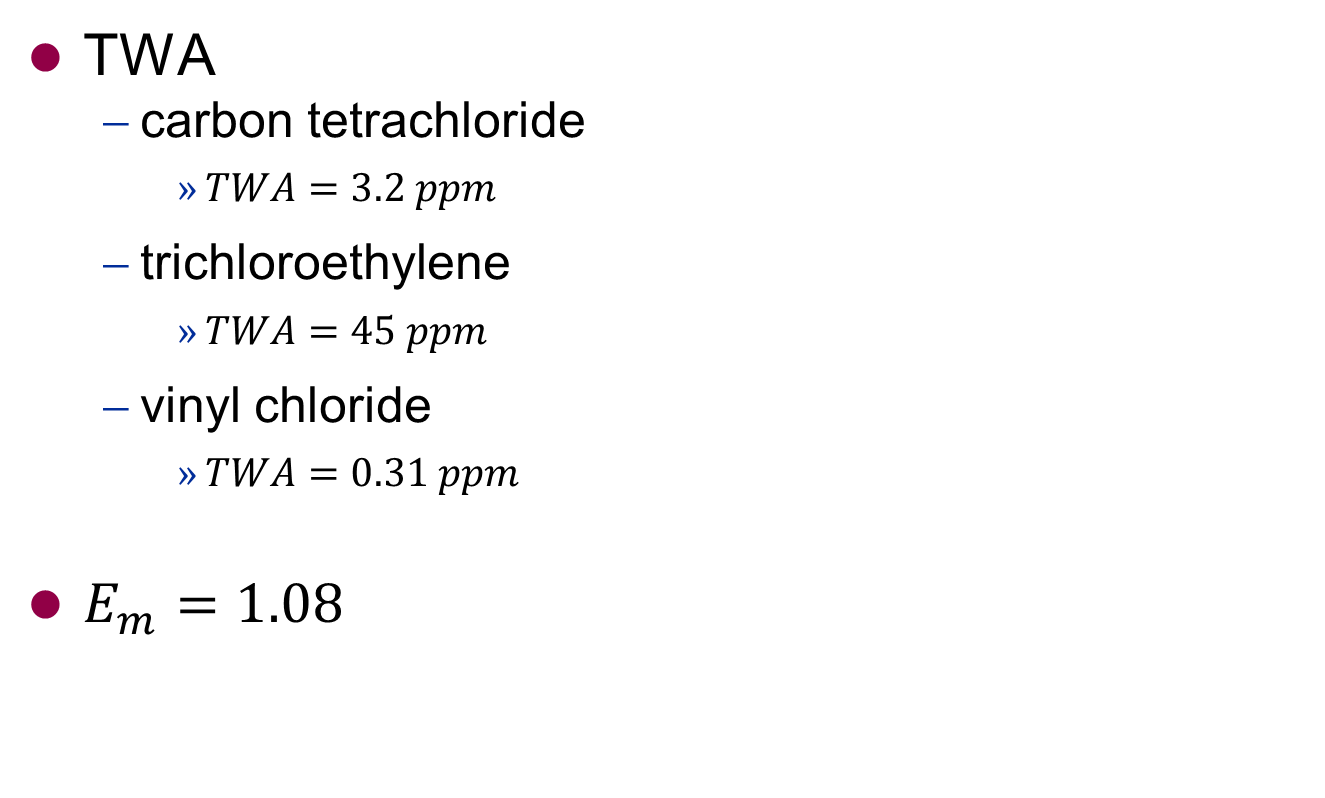 ● TWA
– carbon tetrachloride
» TWA = 3.2 ppm
– trichloroethylene
» TWA = 45 ppm
– vinyl chloride
» TWA = 0.31 ppm
● Eₘ = 1.08